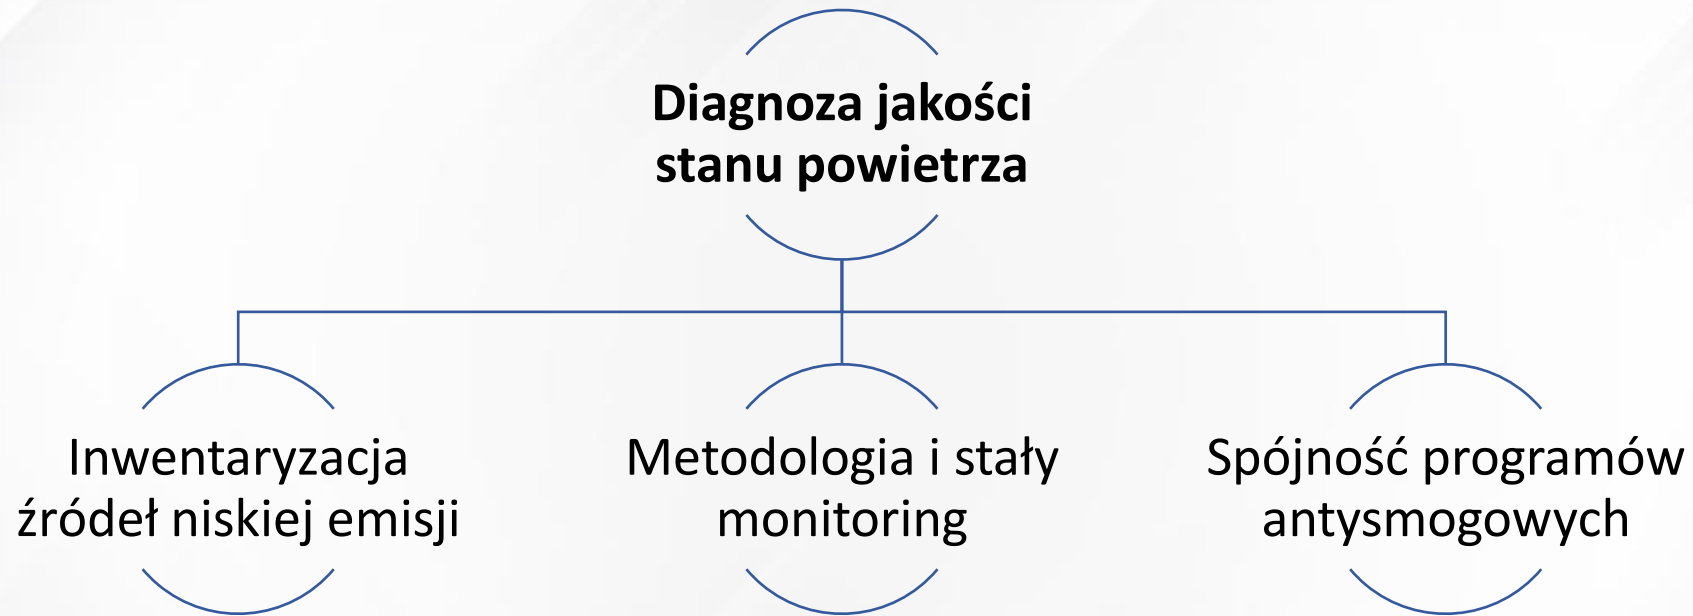 Diagnoza jakości
stanu powietrza
Inwentaryzacja
źródeł niskiej emisji
Metodologia i stały
monitoring
Spójność programów
antysmogowych